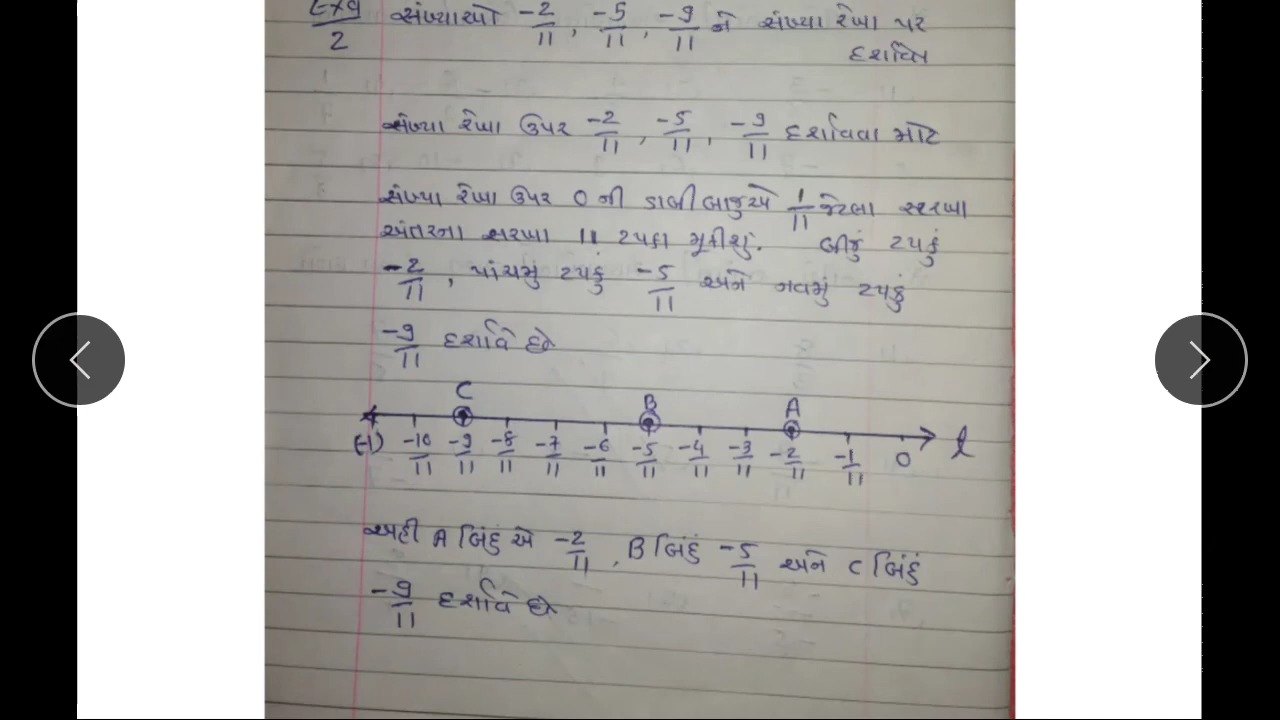 Ex9
2
સંખ્યાઓ -2/11, -5/11, -9/11 ને સંખ્યા રેખા પર
દર્શાવો
સંખ્યા રેખા ઉપર -2/11, -5/11, -9/11 દર્શાવવા માટે
સંખ્યા રેખા ઉપર 0 ની ડાબીબાજુએ 1/11 જેટલા સરખા
અંતરના સરખા 11 ટપકા મૂકીશું. બીજું ટપકું
-2/11, પાંચમું ટપકું -5/11 અને નવમું ટપકું
-9/11 દર્શાવે છે
C B A
(-1) -10/11 -9/11 -8/11 -7/11 -6/11 -5/11 -4/11 -3/11 -2/11 -1/11 0 l
અહી A બિંદુ એ -2/11, B બિંદું -5/11 અને C બિંદું
-9/11 દર્શાવે છે